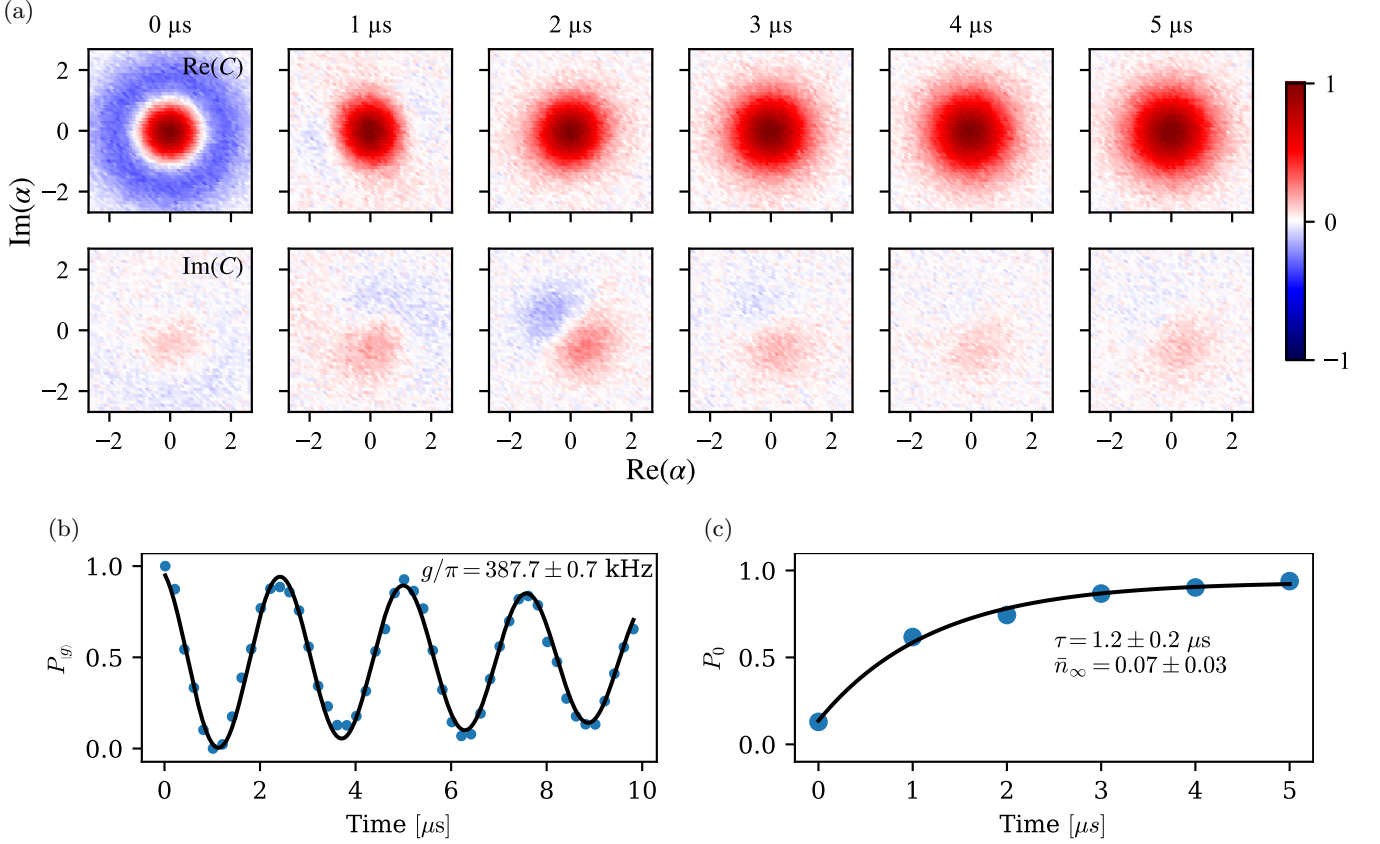 (a)
0 µs 1 µs 2 µs 3 µs 4 µs 5 µs
Re(C)
2
0
−2
Im(C)
2
0
−2
Im(α)
−2 0 2 −2 0 2 −2 0 2 −2 0 2 −2 0 2 −2 0 2
Re(α)
1
0
−1
(b)
g/π = 387.7 ± 0.7 kHz
1.0
0.5
0.0
P|g⟩
0 2 4 6 8 10
Time [μs]
(c)
1.0
0.5
0.0
P0
τ = 1.2 ± 0.2 μs
n̄∞ = 0.07 ± 0.03
0 1 2 3 4 5
Time [μs]